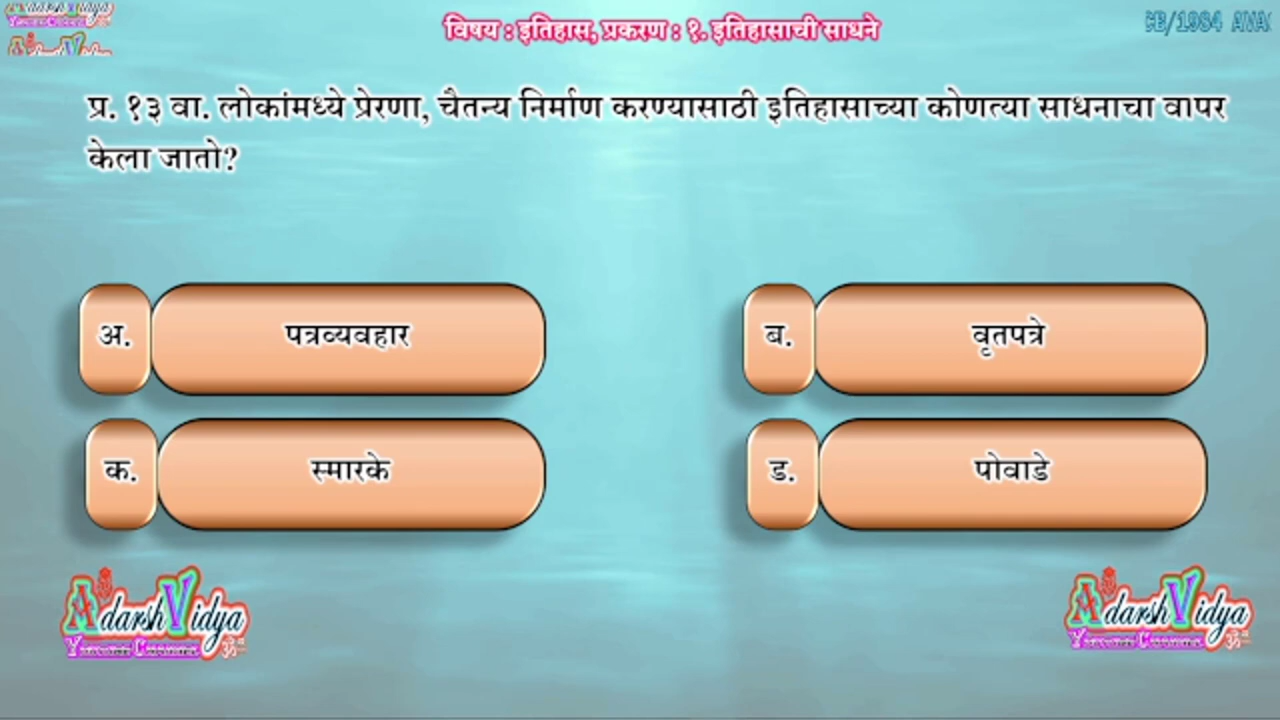 विषय : इतिहास, प्रकरण : १. इतिहासाची साधने
प्र. १३ वा. लोकांमध्ये प्रेरणा, चैतन्य निर्माण करण्यासाठी इतिहासाच्या कोणत्या साधनाचा वापर
केला जातो?
अ. पत्रव्यवहार
ब. वृतपत्रे
क. स्मारके
ड. पोवाडे
AdarshVidya
AdarshVidya